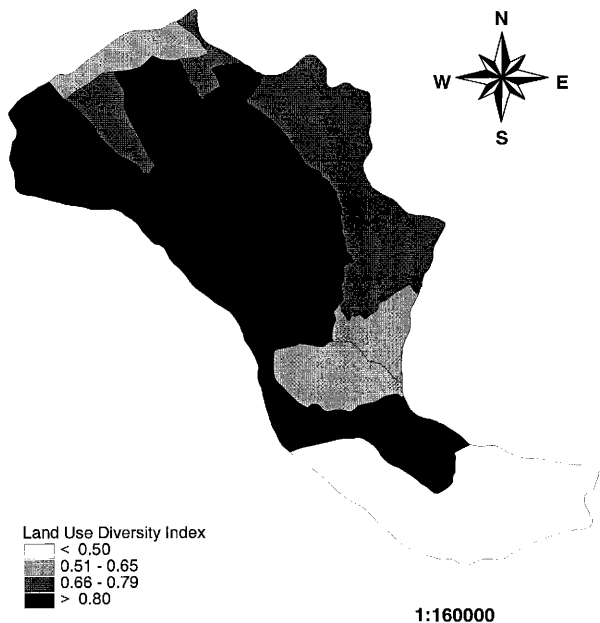 N
W E
S
Land Use Diversity Index
< 0.50
0.51 - 0.65
0.66 - 0.79
> 0.80
1:160000